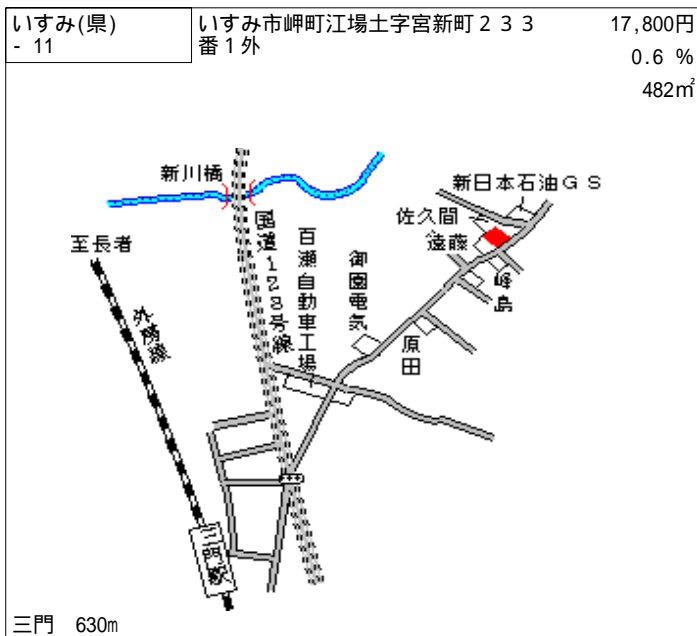 いすみ(県)
- 11
いすみ市岬町江場土字宮新町２３３
番１外
17,800円
0.6 %
482㎡
新川橋
新日本石油ＧＳ
佐久間
遠藤
峰島
至長者
外房線
国道１２８号線
百瀬自動車工場
御園電気
原田
三門駅
三門 630m